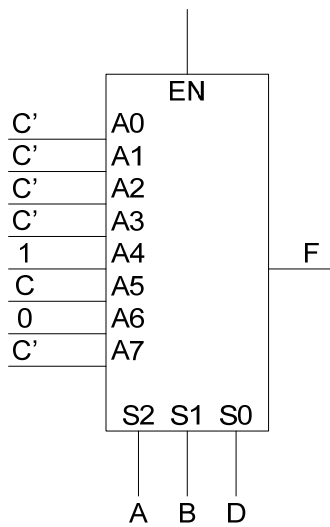 EN
C’ A0
C’ A1
C’ A2
C’ A3
1 A4 F
C A5
0 A6
C’ A7
S2 S1 S0
A B D